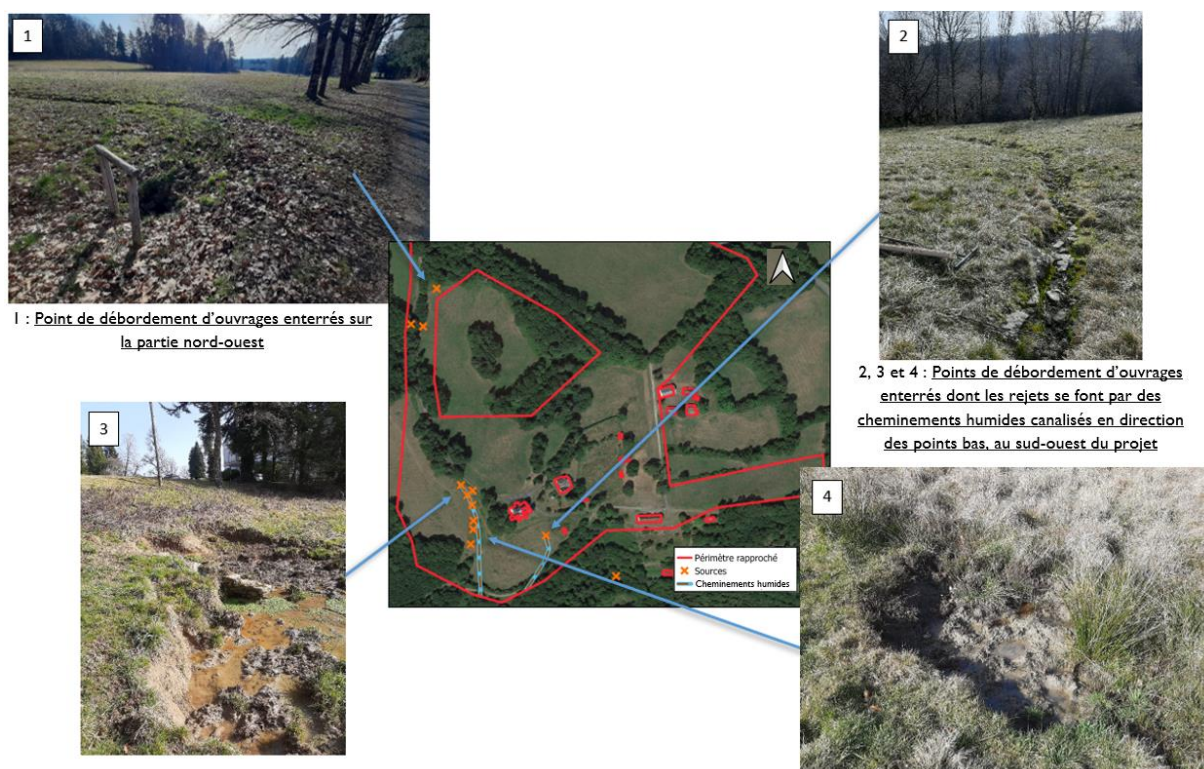 1
1 : Point de débordement d’ouvrages enterrés sur
la partie nord-ouest
2
2, 3 et 4 : Points de débordement d’ouvrages
enterrés dont les rejets se font par des
cheminements humides canalisés en direction
des points bas, au sud-ouest du projet
3
4
Périmètre rapproché
Sources
Cheminements humides